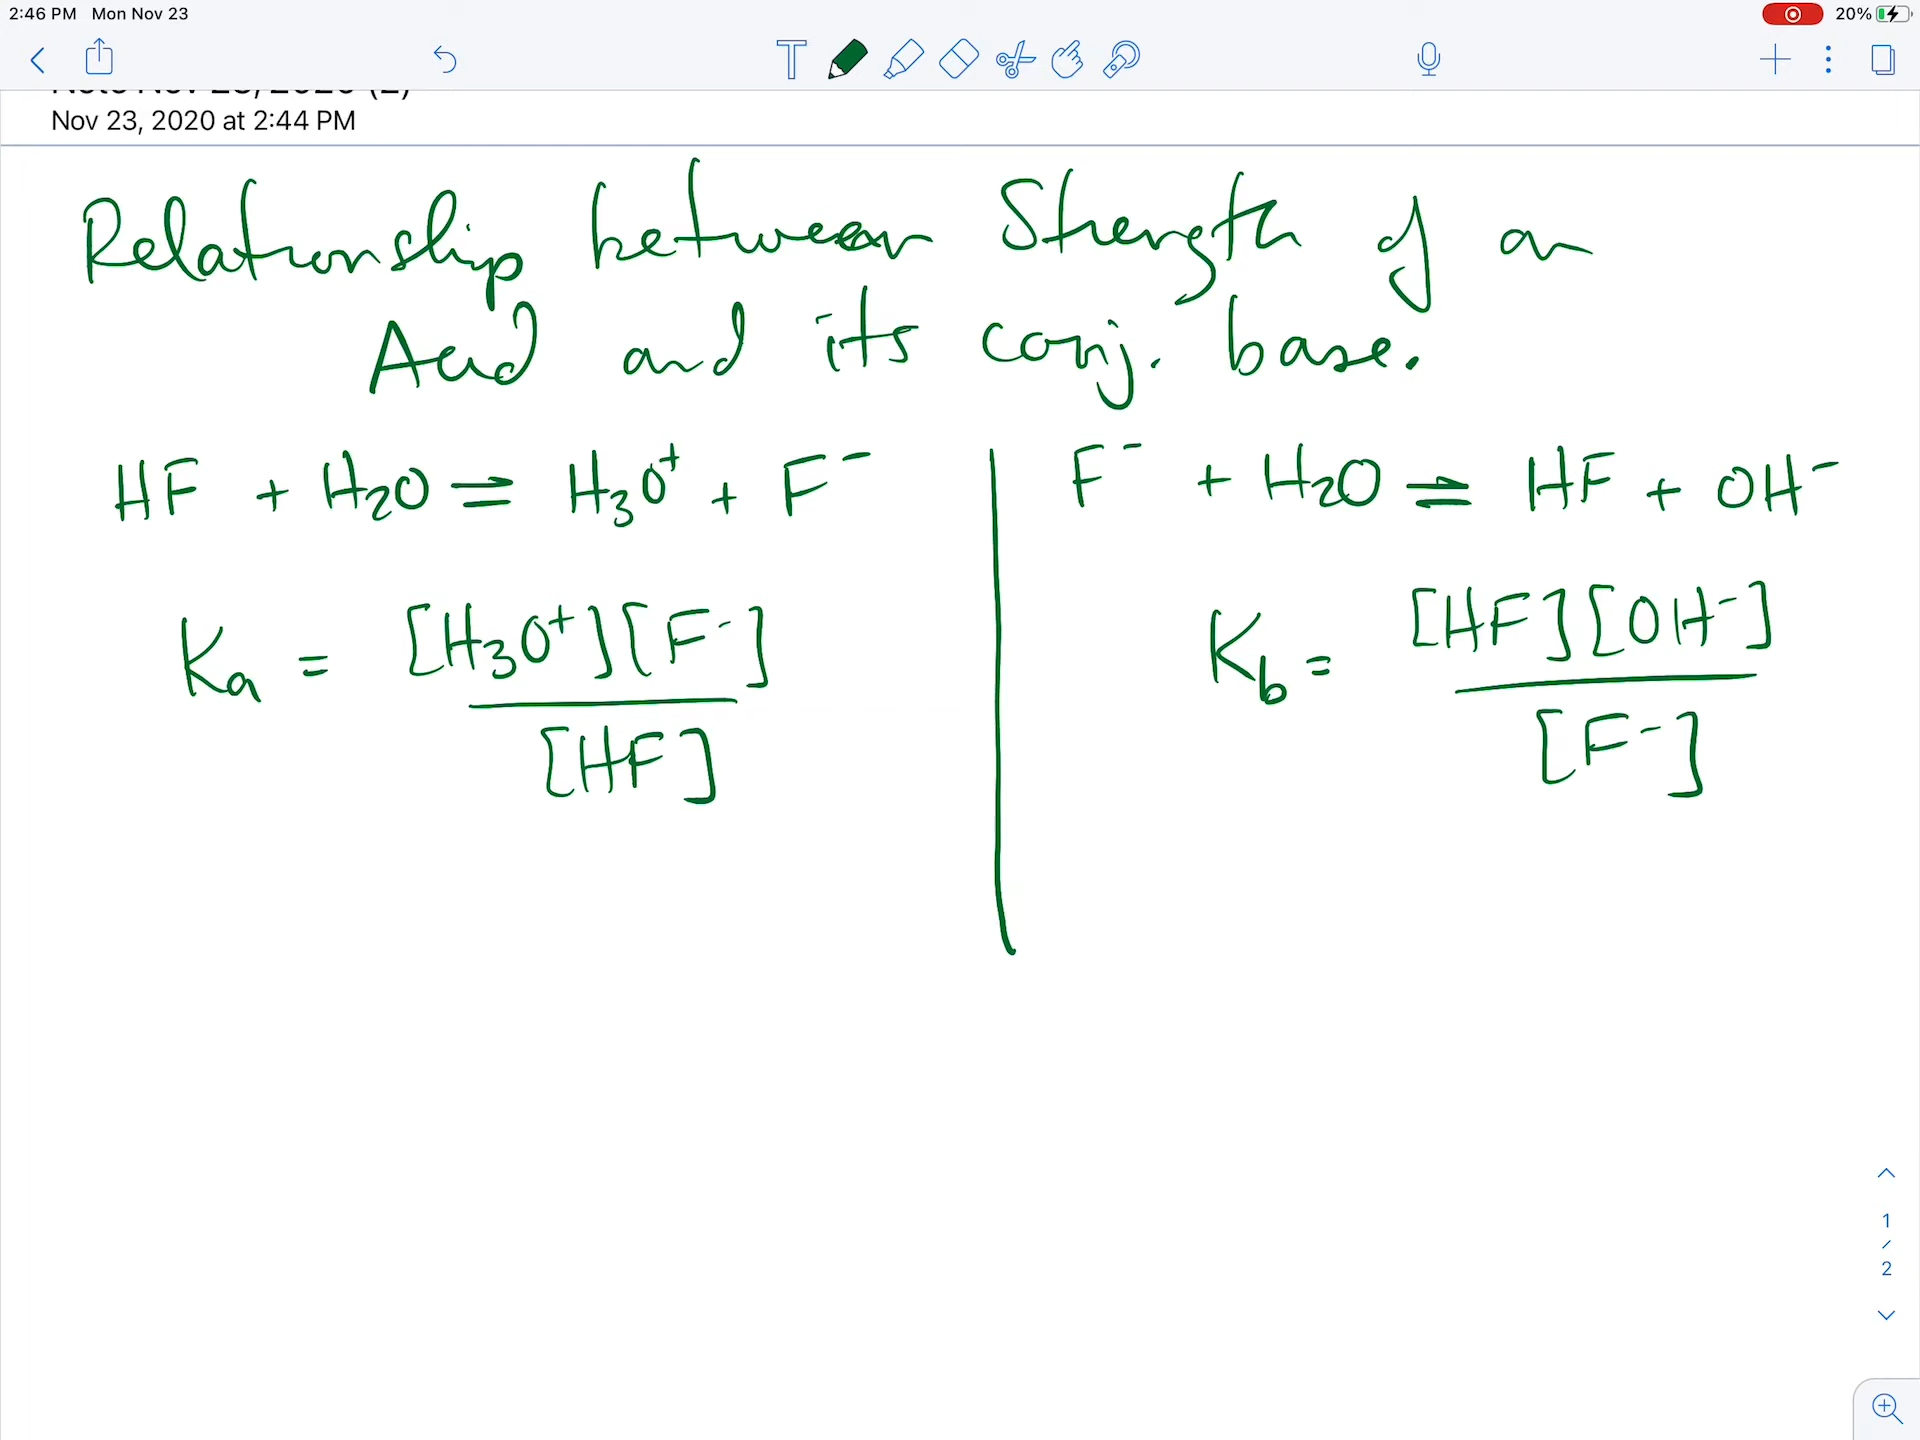 2:46 PM Mon Nov 23
20%
Nov 23, 2020 at 2:44 PM
Relationship between Strength of an
Acid and its conj. base.
HF + H2O ⇌ H3O⁺ + F⁻
F⁻ + H2O ⇌ HF + OH⁻
Ka = [H3O⁺][F⁻]
[HF]
Kb = [HF][OH⁻]
[F⁻]
1
/
2